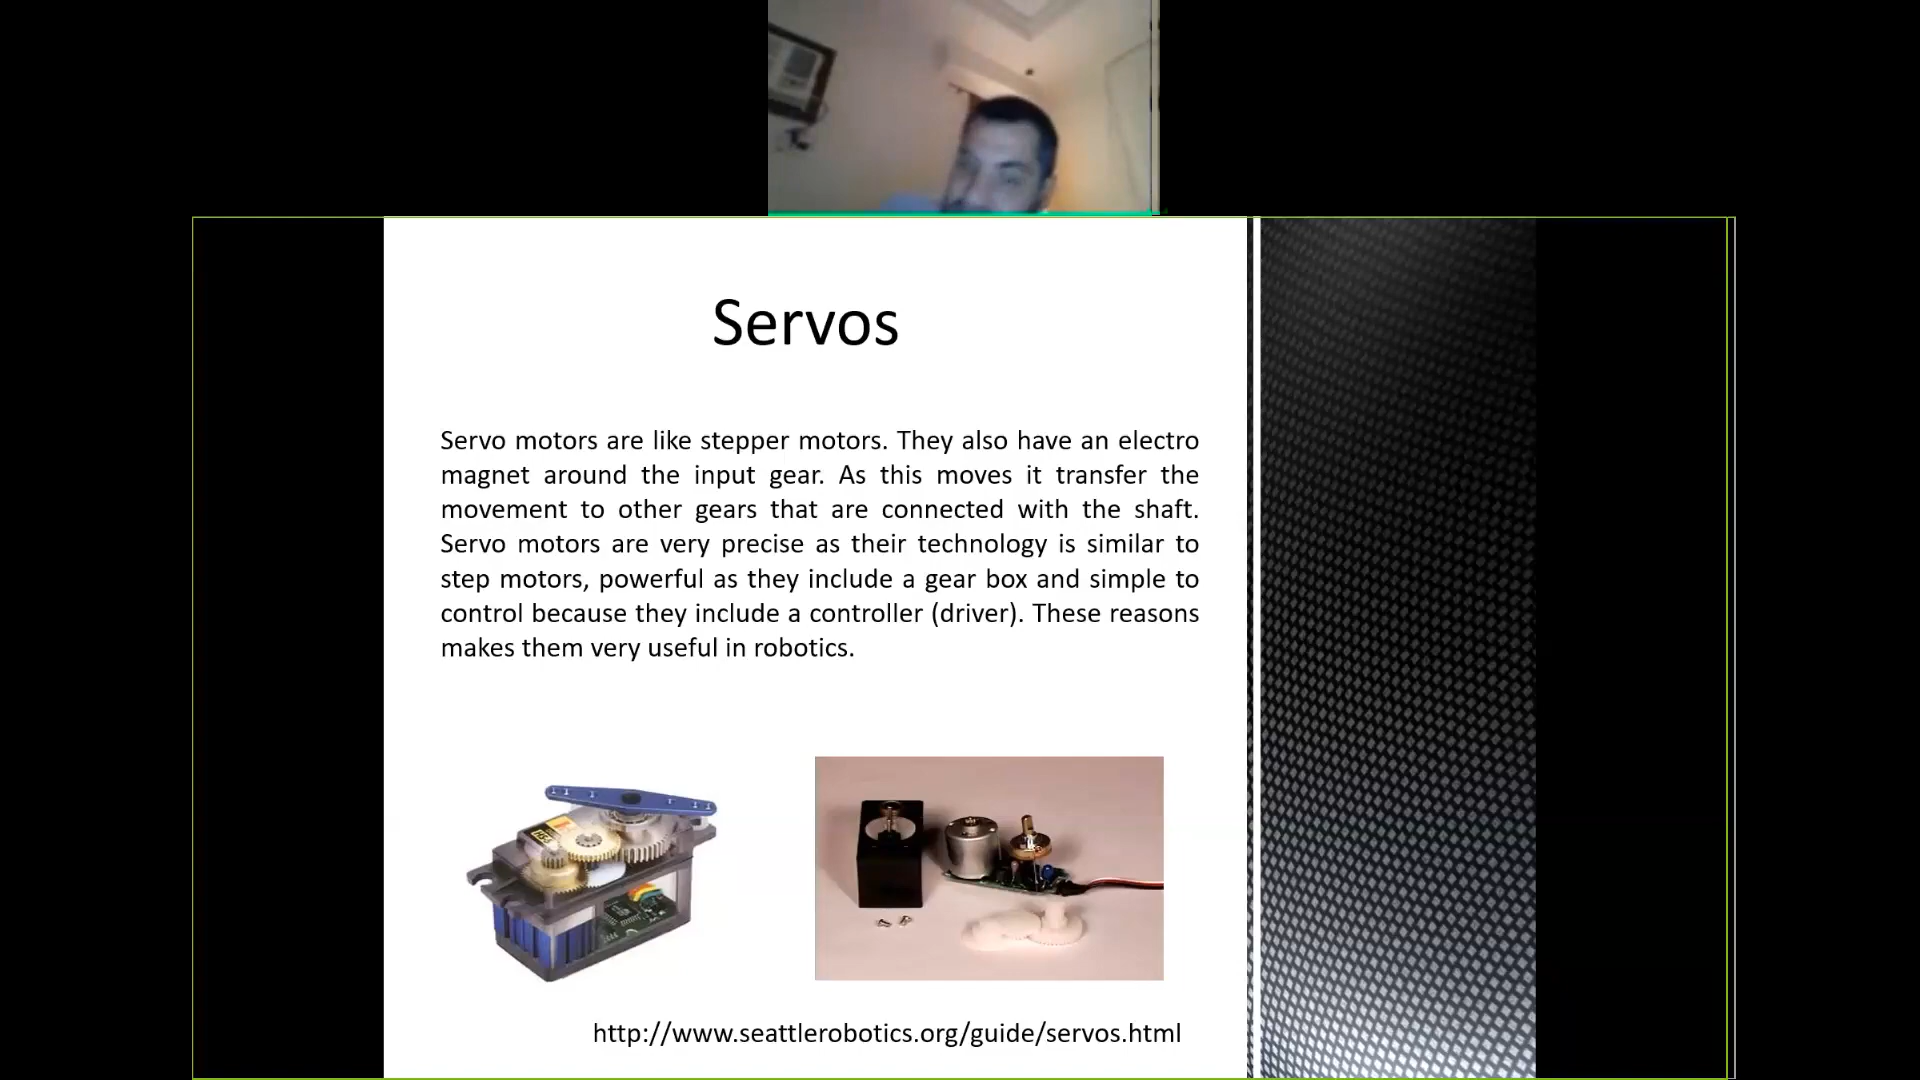 Servos
Servo motors are like stepper motors. They also have an electro
magnet around the input gear. As this moves it transfer the
movement to other gears that are connected with the shaft.
Servo motors are very precise as their technology is similar to
step motors, powerful as they include a gear box and simple to
control because they include a controller (driver). These reasons
makes them very useful in robotics.
http://www.seattlerobotics.org/guide/servos.html